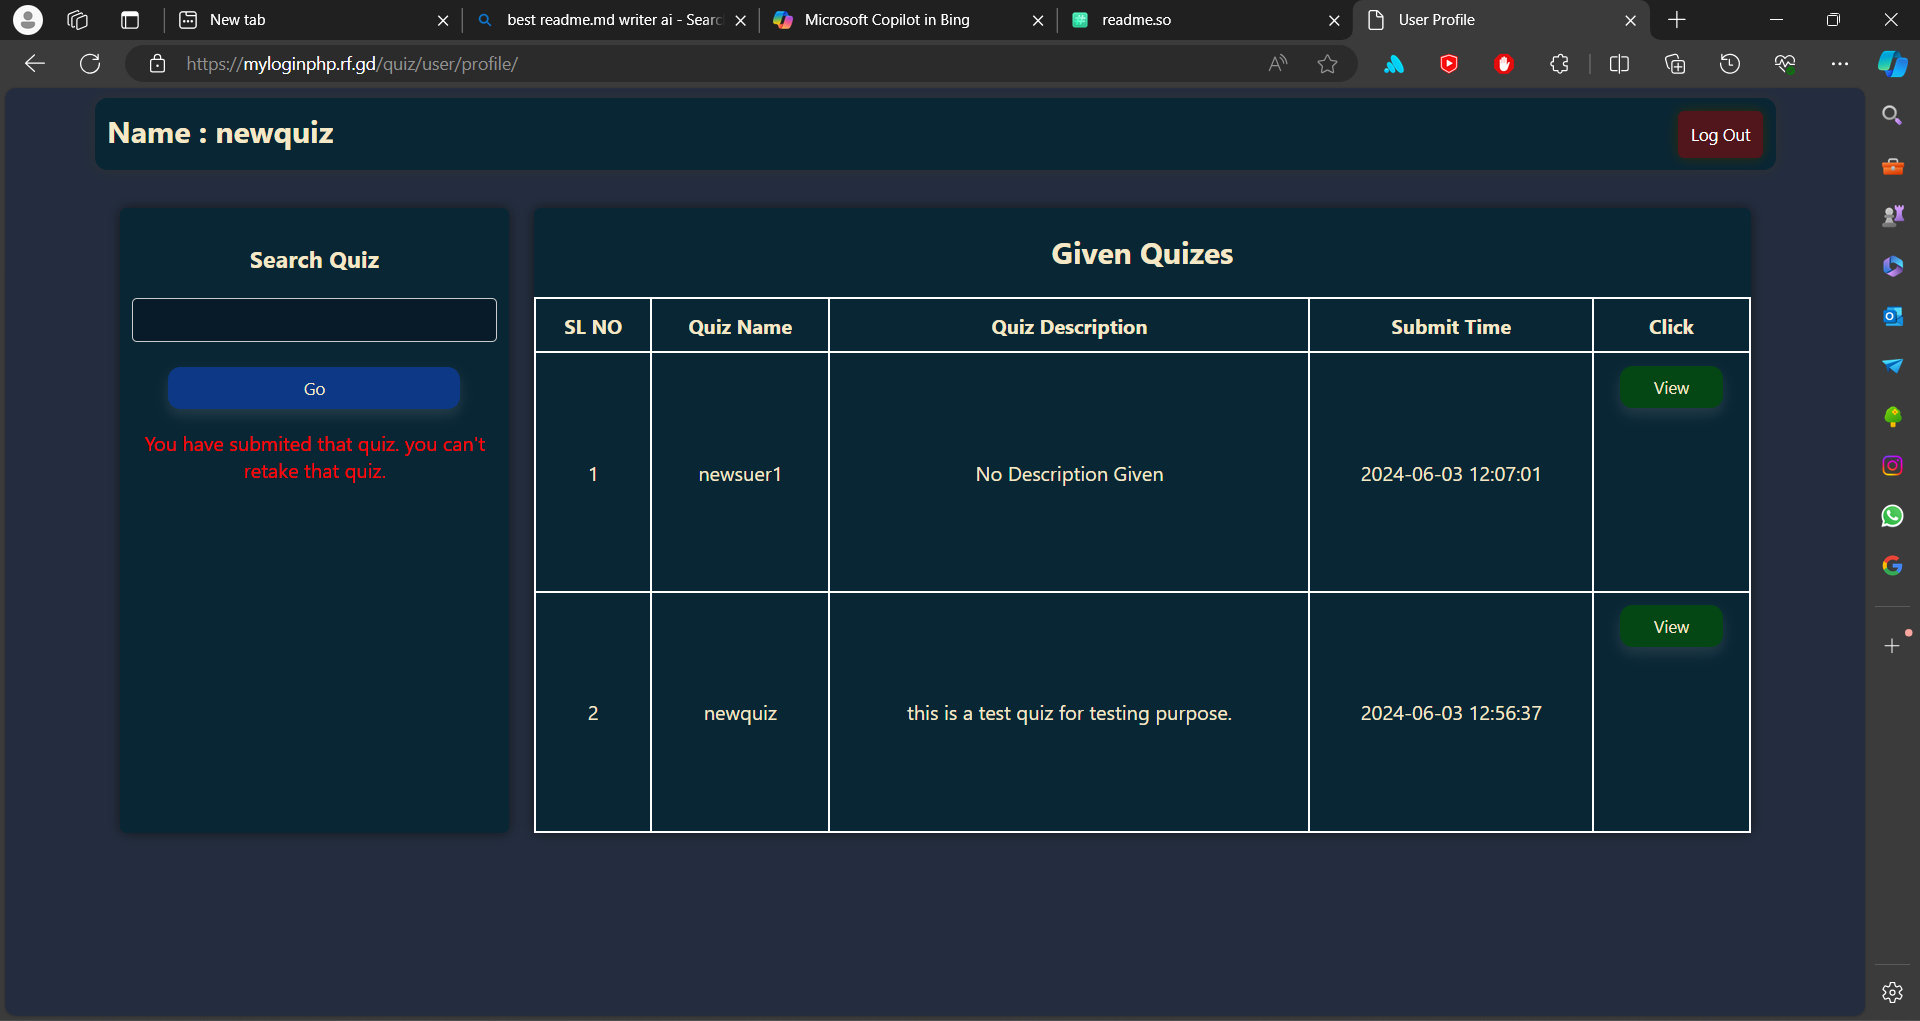 New tab
best readme.md writer ai - Searc
Microsoft Copilot in Bing
readme.so
User Profile
https://myloginphp.rf.gd/quiz/user/profile/
Name : newquiz
Log Out
Search Quiz
Go
You have submited that quiz. you can't
retake that quiz.
Given Quizes
SL NO Quiz Name Quiz Description Submit Time Click
1 newsuer1 No Description Given 2024-06-03 12:07:01 View
2 newquiz this is a test quiz for testing purpose. 2024-06-03 12:56:37 View